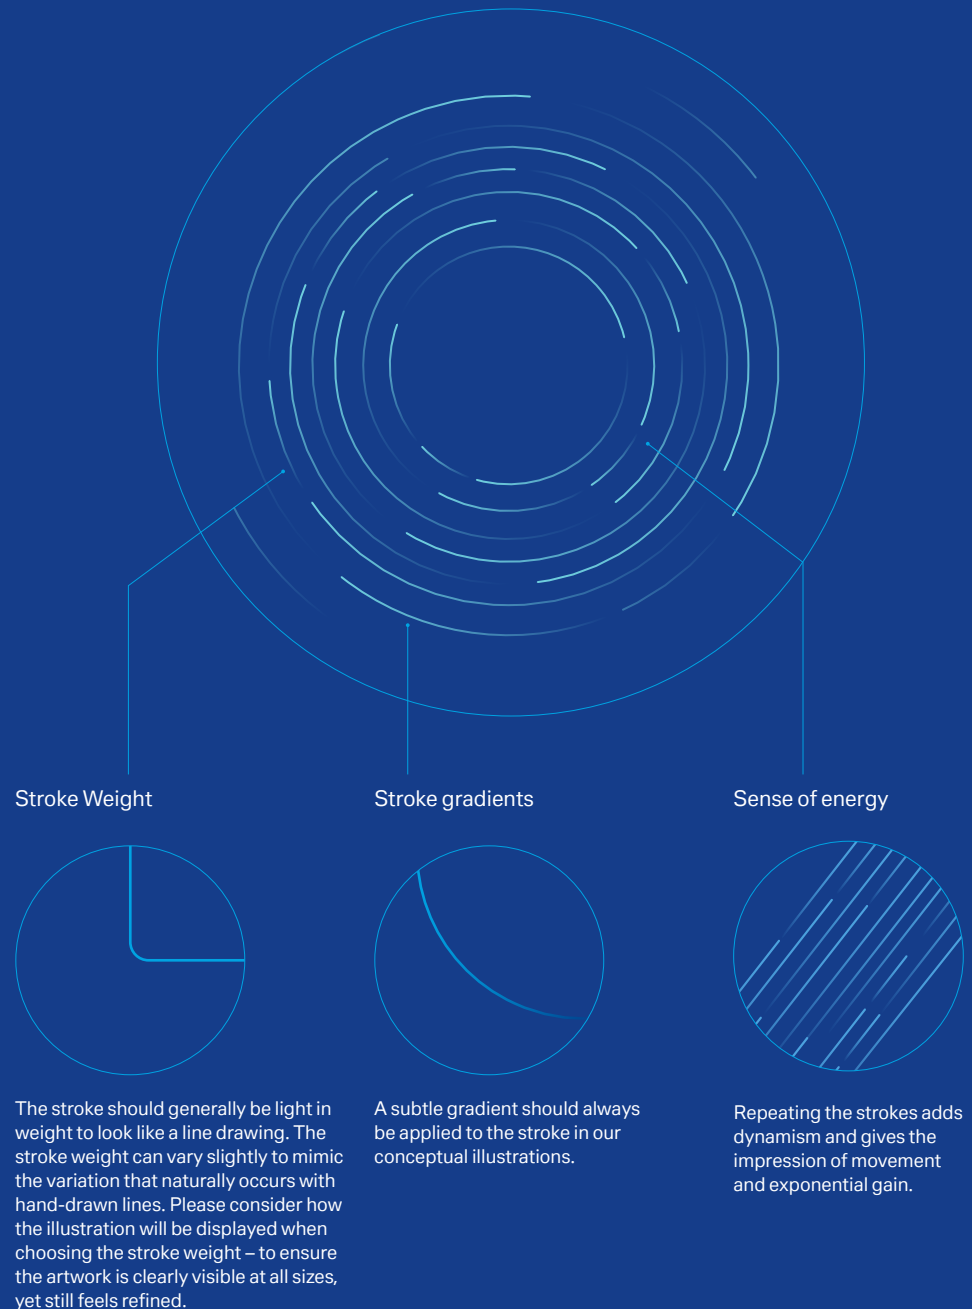 Stroke Weight
Stroke gradients
Sense of energy
The stroke should generally be light in
weight to look like a line drawing. The
stroke weight can vary slightly to mimic
the variation that naturally occurs with
hand-drawn lines. Please consider how
the illustration will be displayed when
choosing the stroke weight – to ensure
the artwork is clearly visible at all sizes,
yet still feels refined.
A subtle gradient should always
be applied to the stroke in our
conceptual illustrations.
Repeating the strokes adds
dynamism and gives the
impression of movement
and exponential gain.